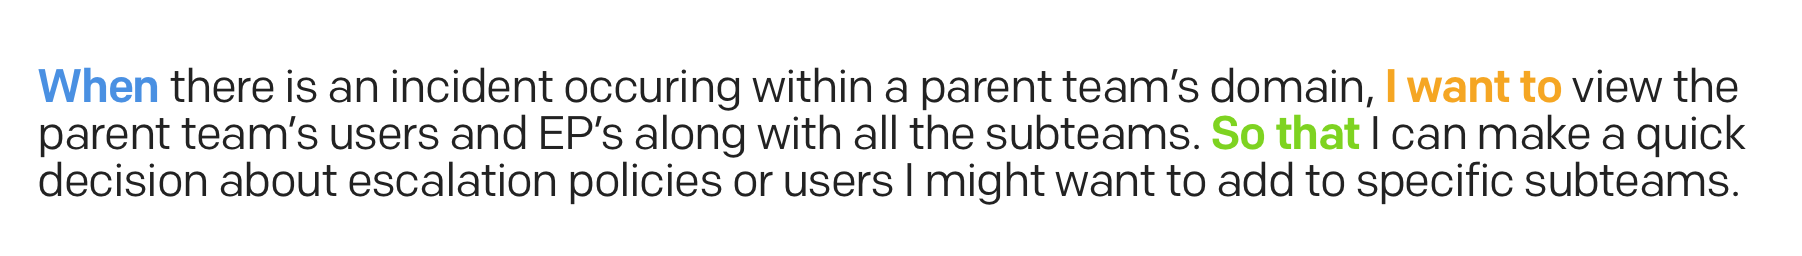 When there is an incident occuring within a parent team’s domain, I want to view the
parent team’s users and EP’s along with all the subteams. So that I can make a quick
decision about escalation policies or users I might want to add to specific subteams.